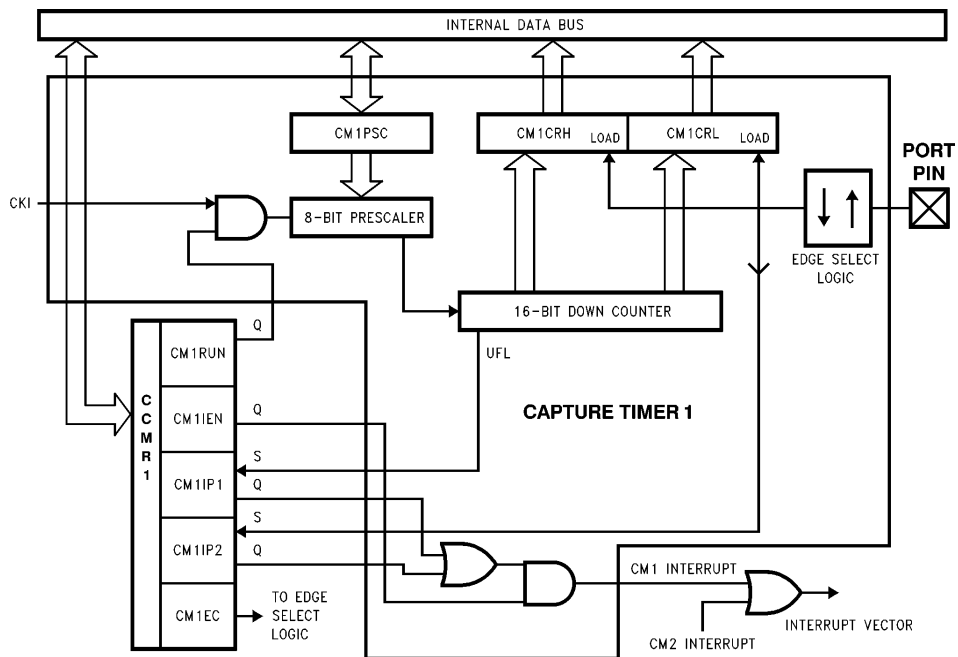 INTERNAL DATA BUS
CM1PSC
CM1CRH LOAD
CM1CRL LOAD
PORT
PIN
CKI
8-BIT PRESCALER
EDGE SELECT
LOGIC
16-BIT DOWN COUNTER
UFL
CAPTURE TIMER 1
CCMR1
CM1RUN
Q
CM1IEN
Q
S
CM1IP1
Q
S
CM1IP2
Q
CM1EC
TO EDGE
SELECT
LOGIC
CM1 INTERRUPT
CM2 INTERRUPT
INTERRUPT VECTOR